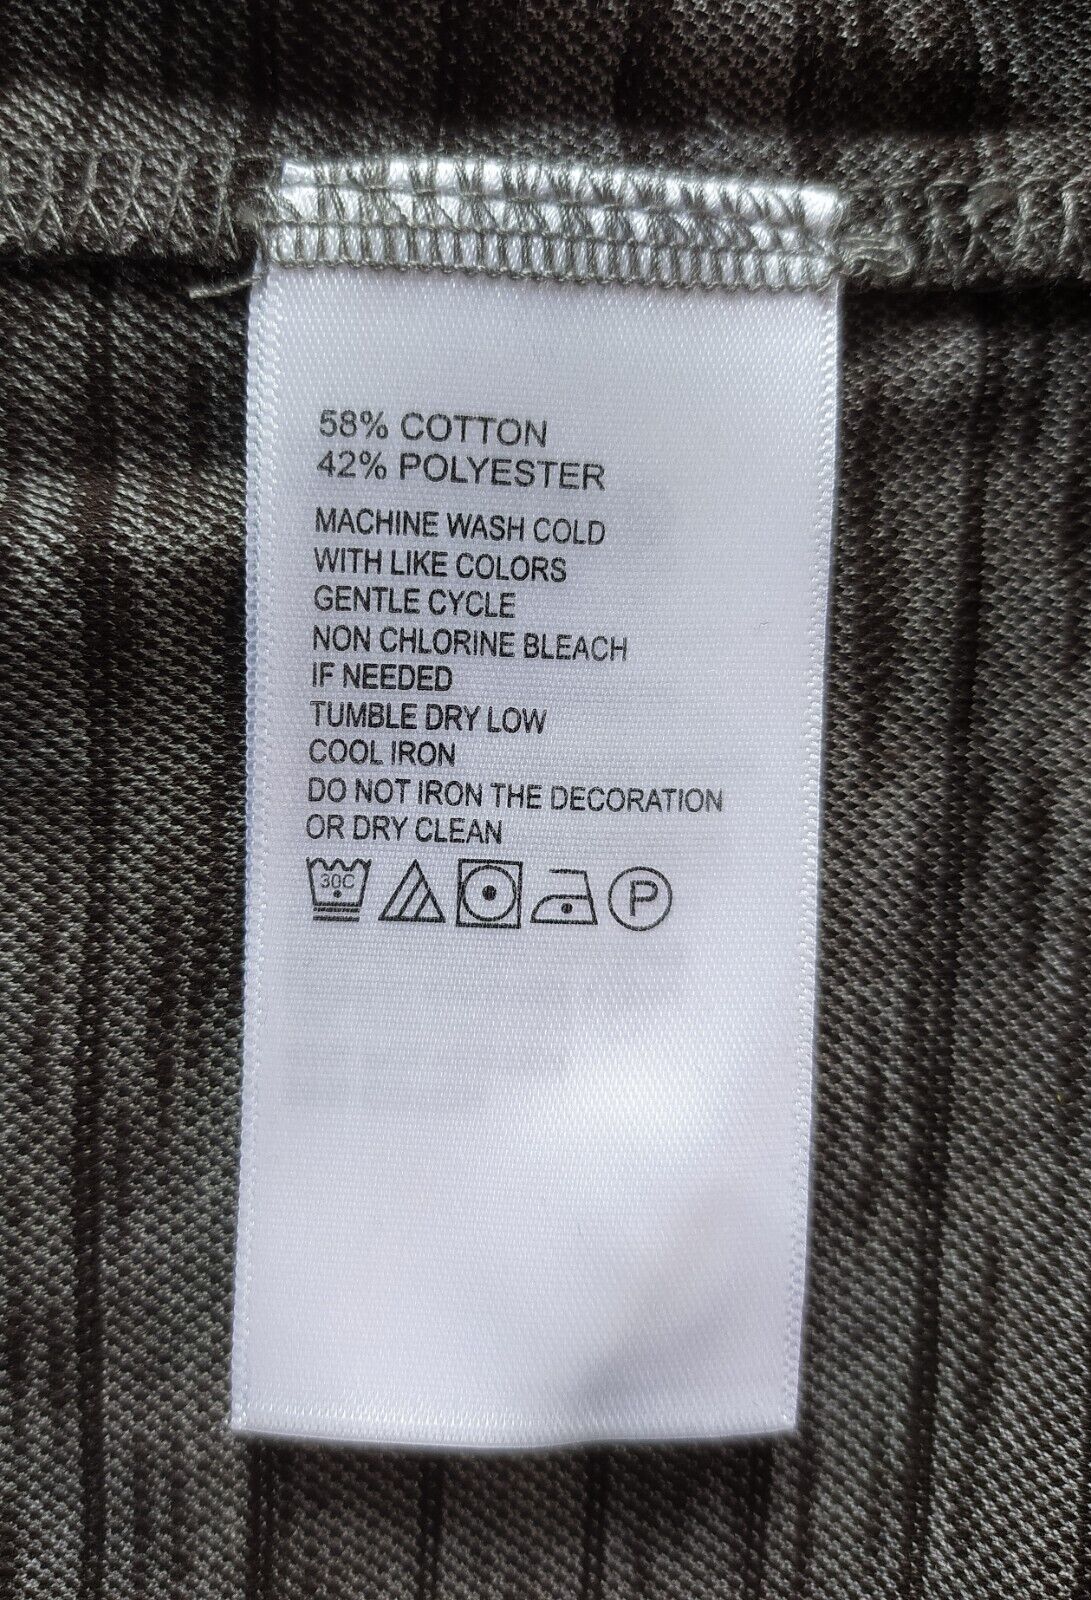 58% COTTON
42% POLYESTER
MACHINE WASH COLD
WITH LIKE COLORS
GENTLE CYCLE
NON CHLORINE BLEACH
IF NEEDED
TUMBLE DRY LOW
COOL IRON
DO NOT IRON THE DECORATION
OR DRY CLEAN
30C P